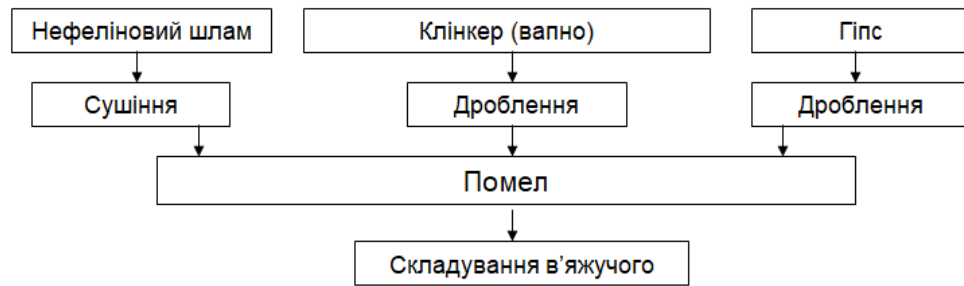 Нефеліновий шлам
Клінкер (вапно)
Гіпс
Сушіння
Дроблення
Дроблення
Помел
Складування в’яжучого